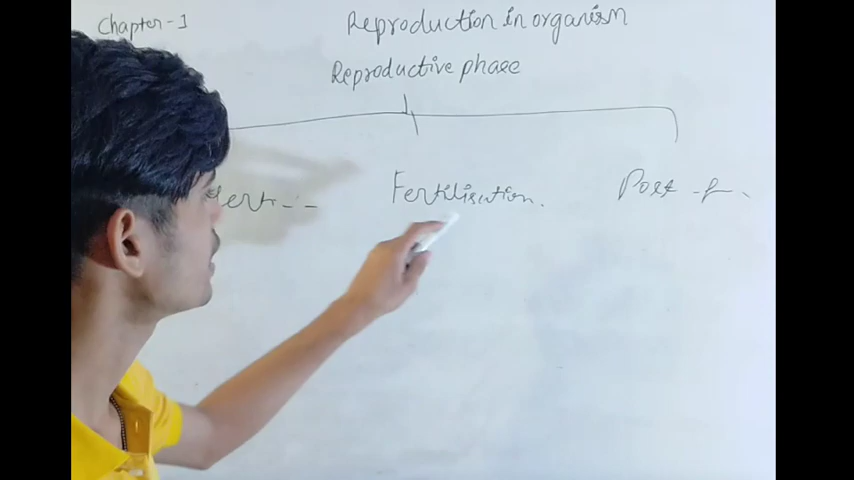 Chapter-1
Reproduction in organism
Reproductive phase
Fertilisation.
Post -f